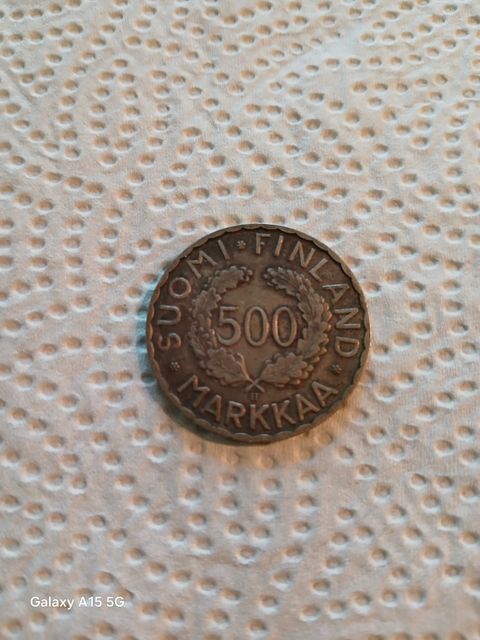 SUOMI * FINLAND
500
* MARKKAA *
Galaxy A15 5G